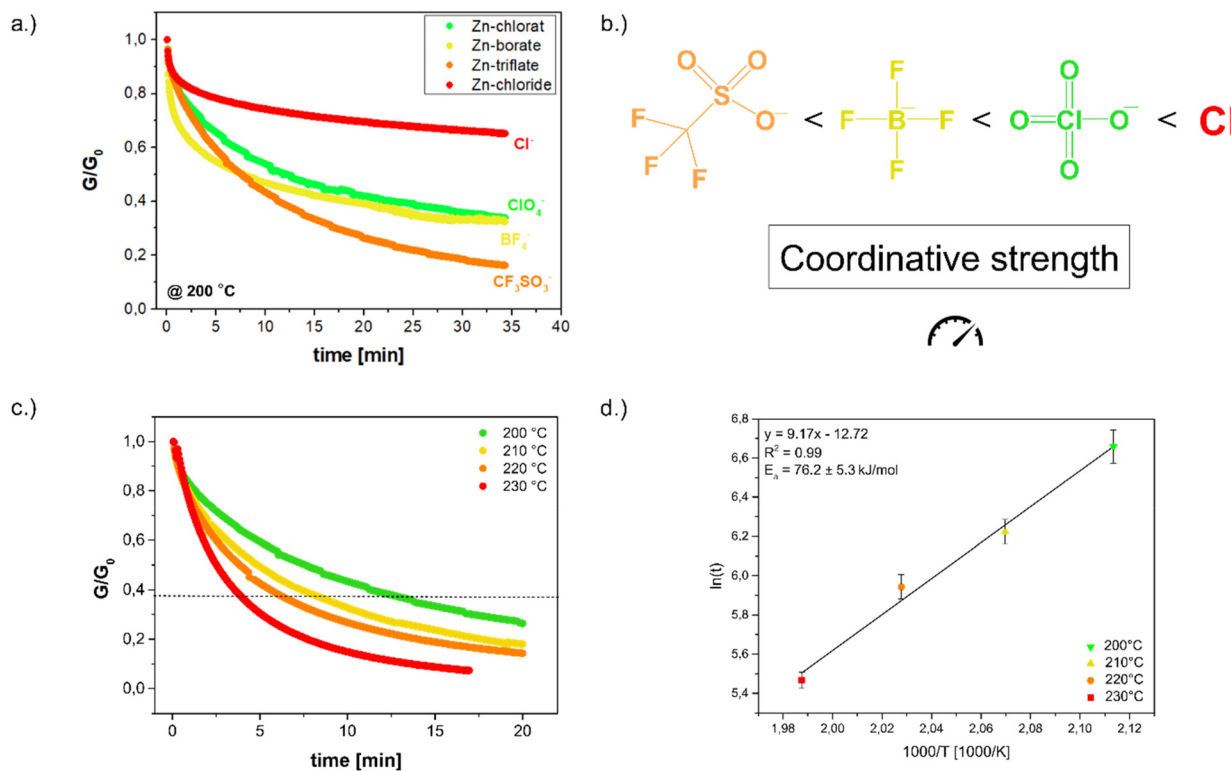 a.)
1,0
0,8
0,6
0,4
0,2
0,0
G/G0
Zn-chlorat
Zn-borate
Zn-triflate
Zn-chloride
Cl⁻
ClO4⁻
BF4⁻
CF3SO3⁻
@ 200 °C
0 5 10 15 20 25 30 35 40
time [min]
b.)
O O
S
O⁻
F
F
F
<
F
F B⁻ F
F
<
O
O Cl O⁻
O
<
Cl
Coordinative strength
c.)
1,0
0,8
0,6
0,4
0,2
0,0
G/G0
200 °C
210 °C
220 °C
230 °C
0 5 10 15 20
time [min]
d.)
6,8
6,6
6,4
6,2
6,0
5,8
5,6
5,4
ln(t)
y = 9.17x - 12.72
R² = 0.99
Ea = 76.2 ± 5.3 kJ/mol
200°C
210°C
220°C
230°C
1,98 2,00 2,02 2,04 2,06 2,08 2,10 2,12
1000/T [1000/K]